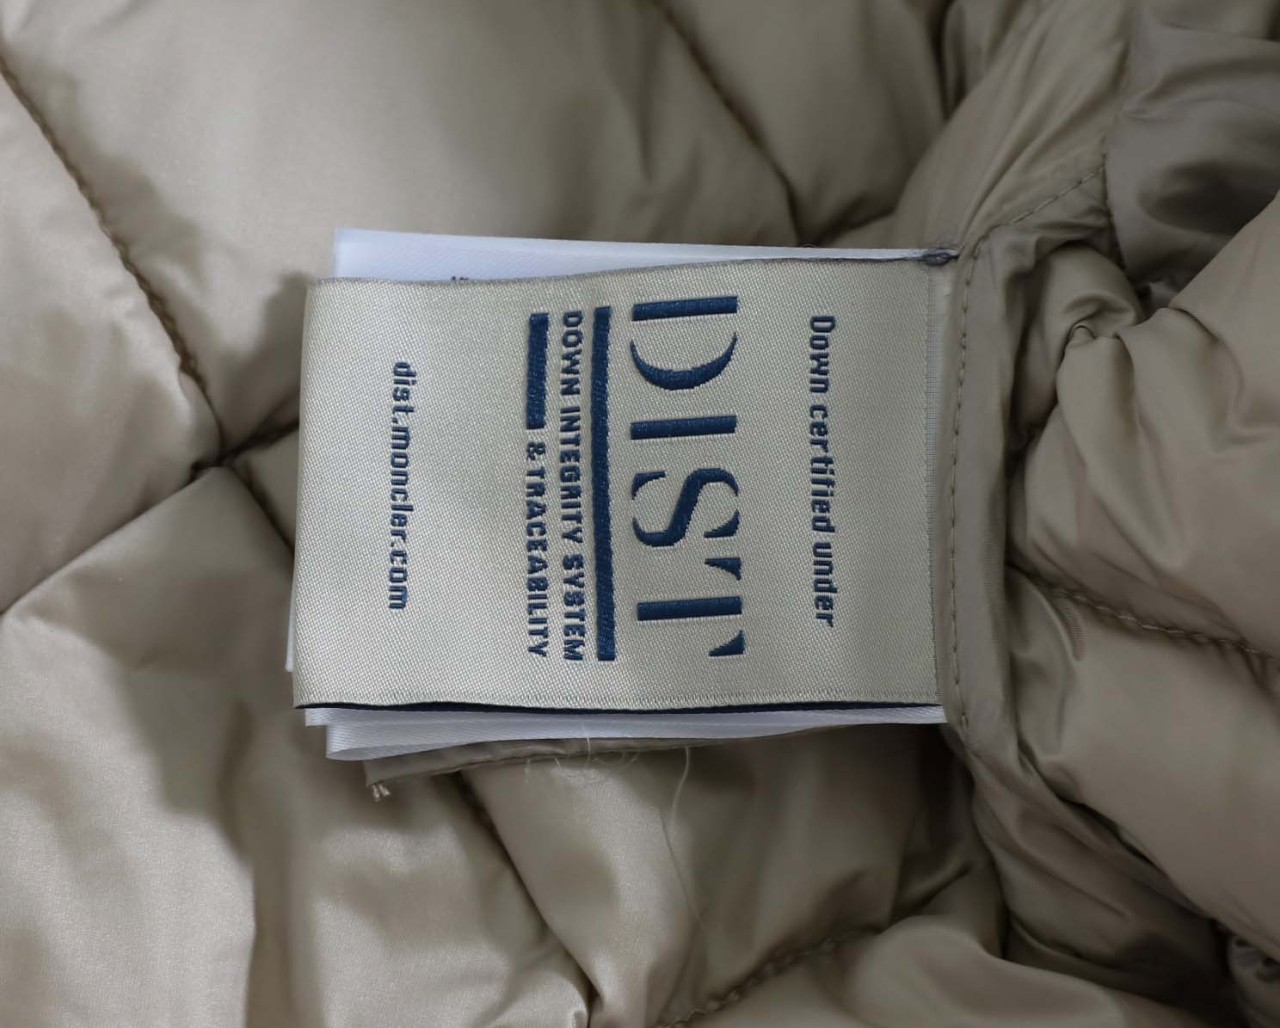 Down certified under
DIST
DOWN INTEGRITY SYSTEM
& TRACEABILITY
dist.moncler.com